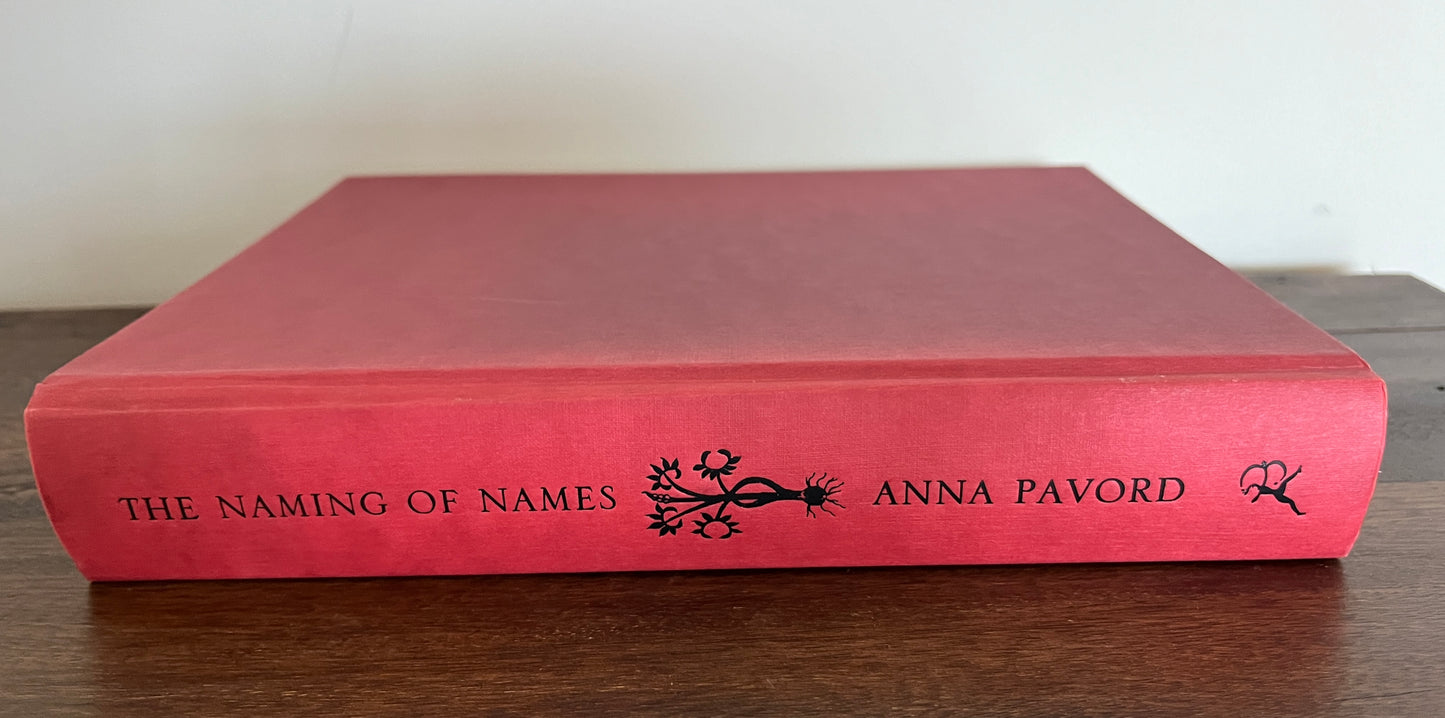 THE NAMING OF NAMES ANNA PAVORD